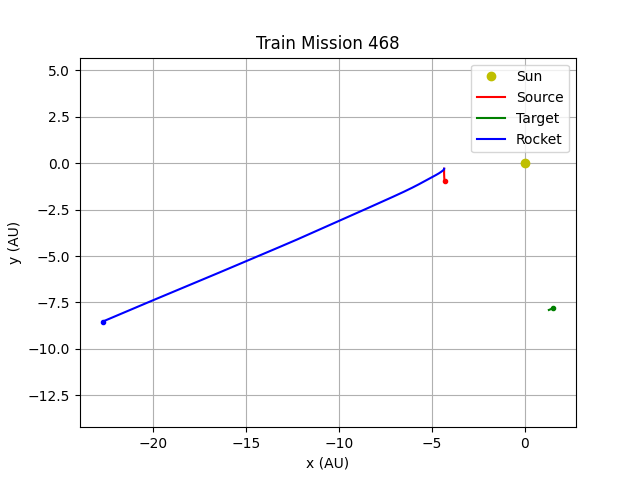 Train Mission 468
Sun
Source
Target
Rocket
5.0
2.5
0.0
−2.5
−5.0
−7.5
−10.0
−12.5
y (AU)
−20
−15
−10
−5
0
x (AU)